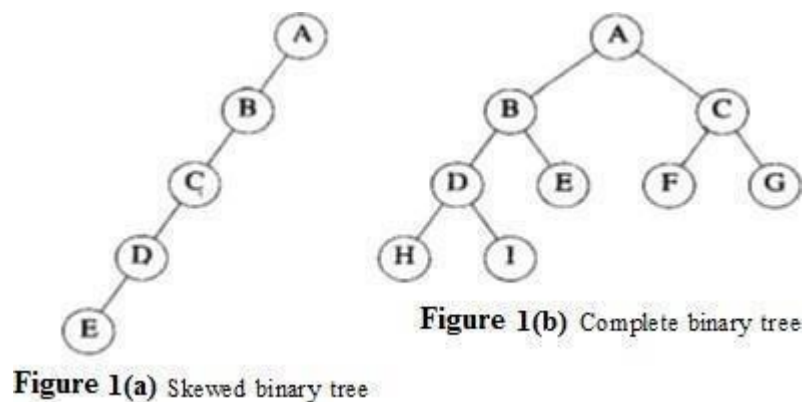 A
B
C
D
E
Figure 1(a) Skewed binary tree
A
B C
D E F G
H I
Figure 1(b) Complete binary tree